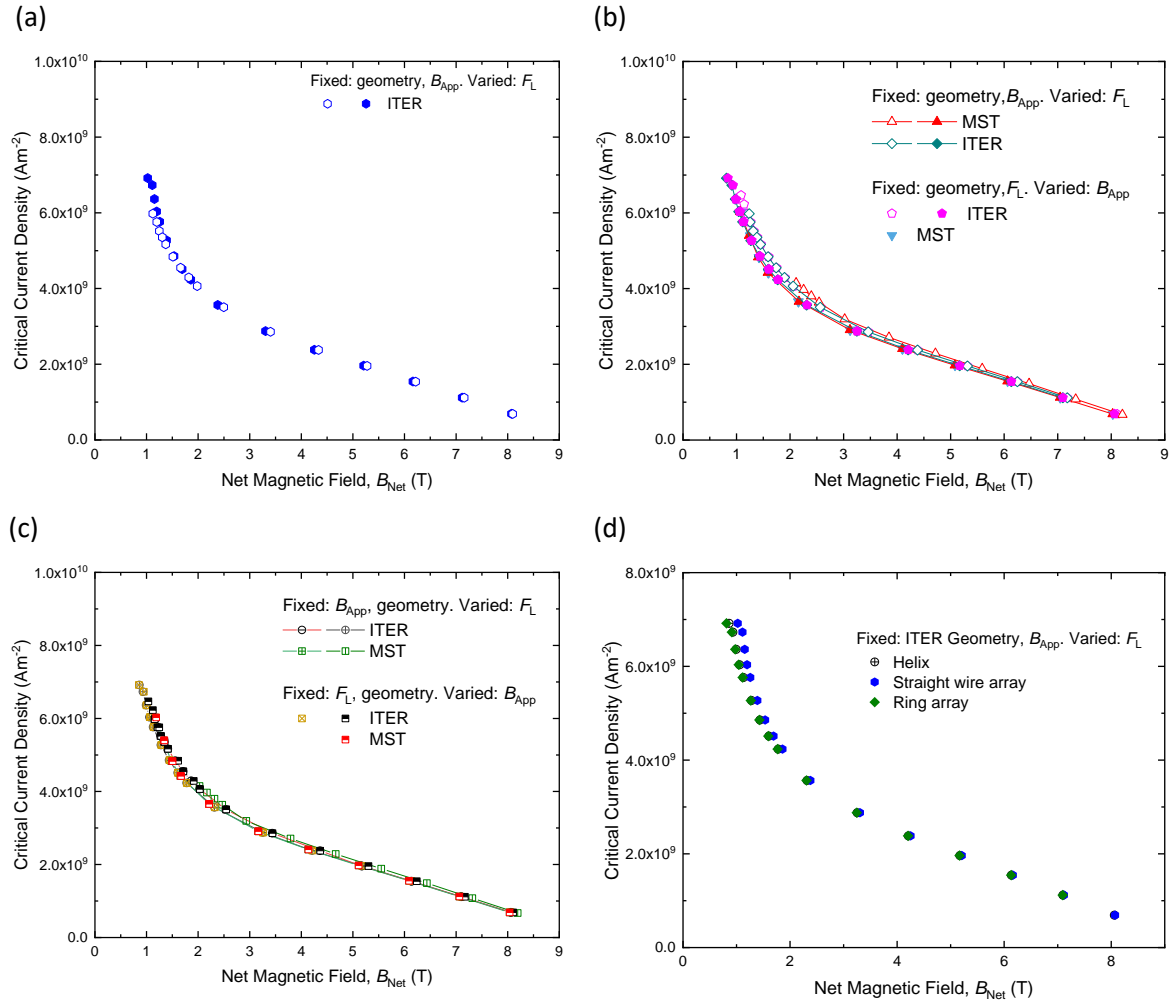 (a)
1.0x10^10
8.0x10^9
6.0x10^9
4.0x10^9
2.0x10^9
0.0
Critical Current Density (Am^-2)
Fixed: geometry, B_App. Varied: F_L
ITER
0 1 2 3 4 5 6 7 8 9
Net Magnetic Field, B_Net (T)
(b)
1.0x10^10
8.0x10^9
6.0x10^9
4.0x10^9
2.0x10^9
0.0
Critical Current Density (Am^-2)
Fixed: geometry,B_App. Varied: F_L
MST
ITER
Fixed: geometry,F_L. Varied: B_App
ITER
MST
0 1 2 3 4 5 6 7 8 9
Net Magnetic Field, B_Net (T)
(c)
1.0x10^10
8.0x10^9
6.0x10^9
4.0x10^9
2.0x10^9
0.0
Critical Current Density (Am^-2)
Fixed: B_App, geometry. Varied: F_L
ITER
MST
Fixed: F_L, geometry. Varied: B_App
ITER
MST
0 1 2 3 4 5 6 7 8 9
Net Magnetic Field, B_Net (T)
(d)
8.0x10^9
6.0x10^9
4.0x10^9
2.0x10^9
0.0
Critical Current Density (Am^-2)
Fixed: ITER Geometry, B_App. Varied: F_L
Helix
Straight wire array
Ring array
0 2 4 6 8
Net Magnetic Field, B_Net (T)